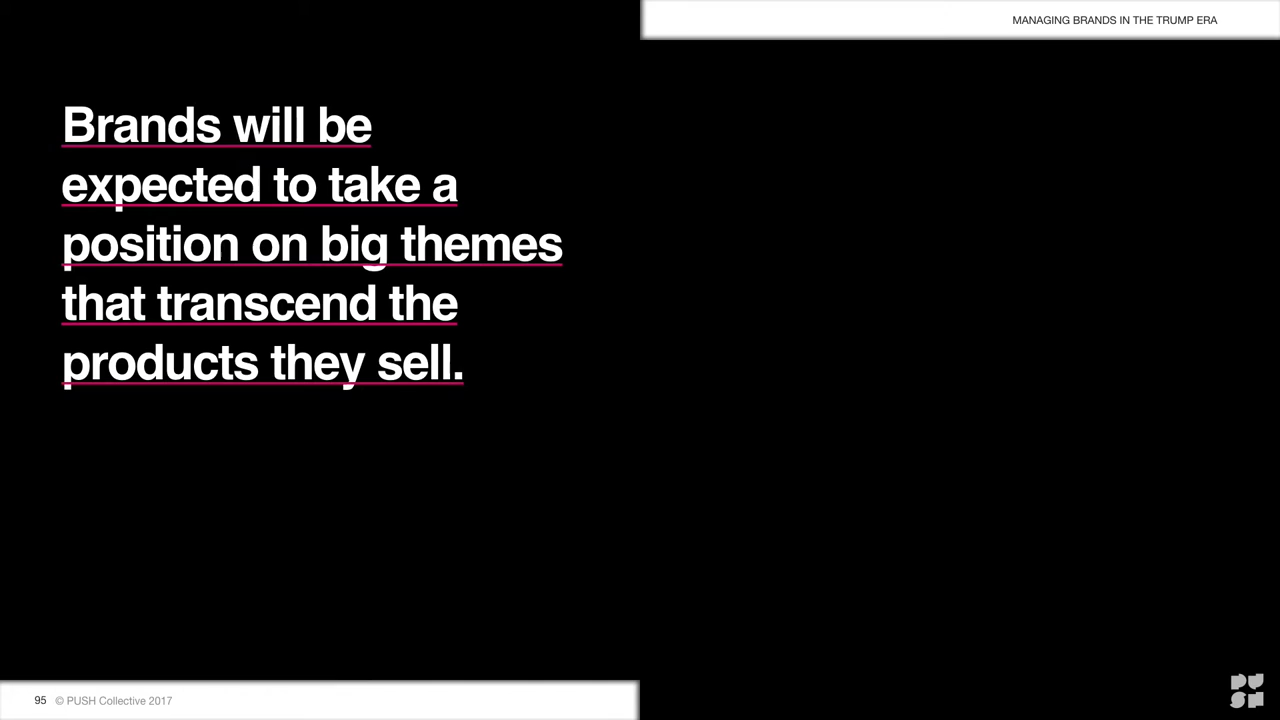 MANAGING BRANDS IN THE TRUMP ERA
Brands will be
expected to take a
position on big themes
that transcend the
products they sell.
95 © PUSH Collective 2017
PUSH